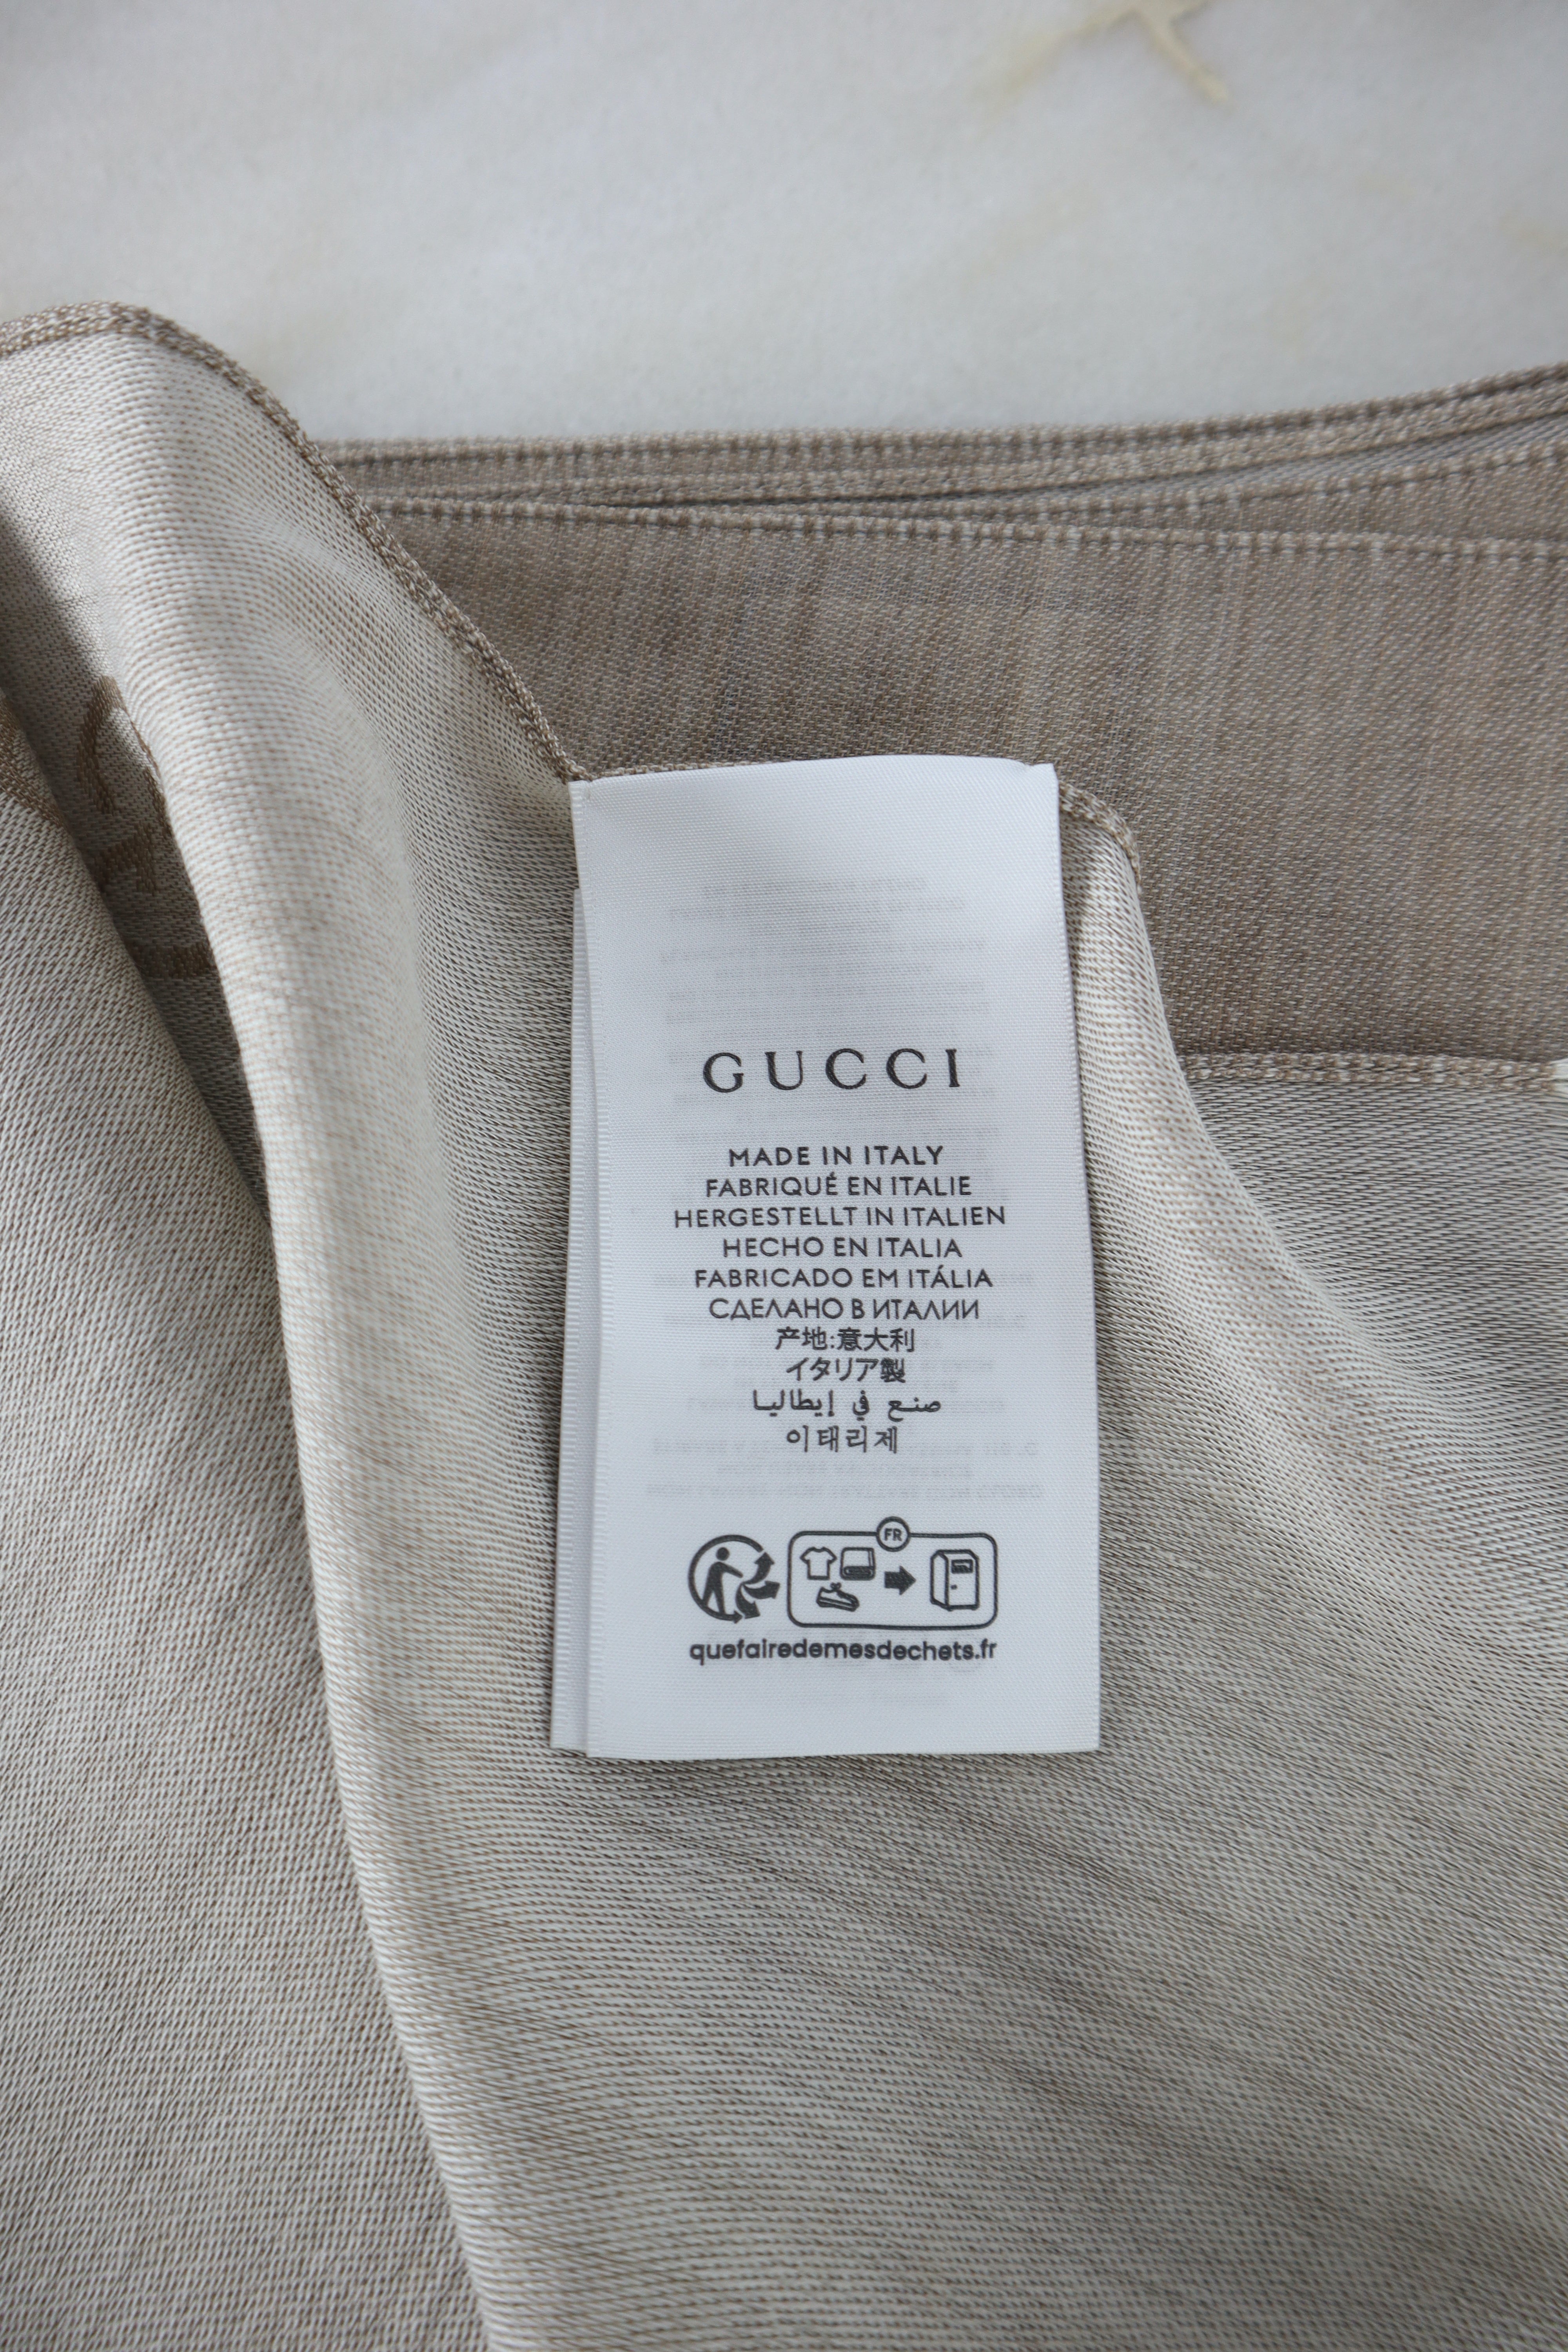 GUCCI
MADE IN ITALY
FABRIQUÉ EN ITALIE
HERGESTELLT IN ITALIEN
HECHO EN ITALIA
FABRICADO EM ITÁLIA
СДЕЛАНО В ИТАЛИИ
产地:意大利
イタリア製
صنع في إيطاليا
이태리제
FR
quefairedemesdechets.fr